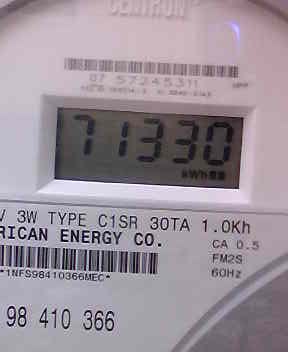 CENTRON
07 57245311
71330
kWh
V 3W TYPE C1SR 30TA 1.0Kh
RICAN ENERGY CO.
CA 0.5
FM2S
60Hz
*1NFS98410366MEC*
98 410 366